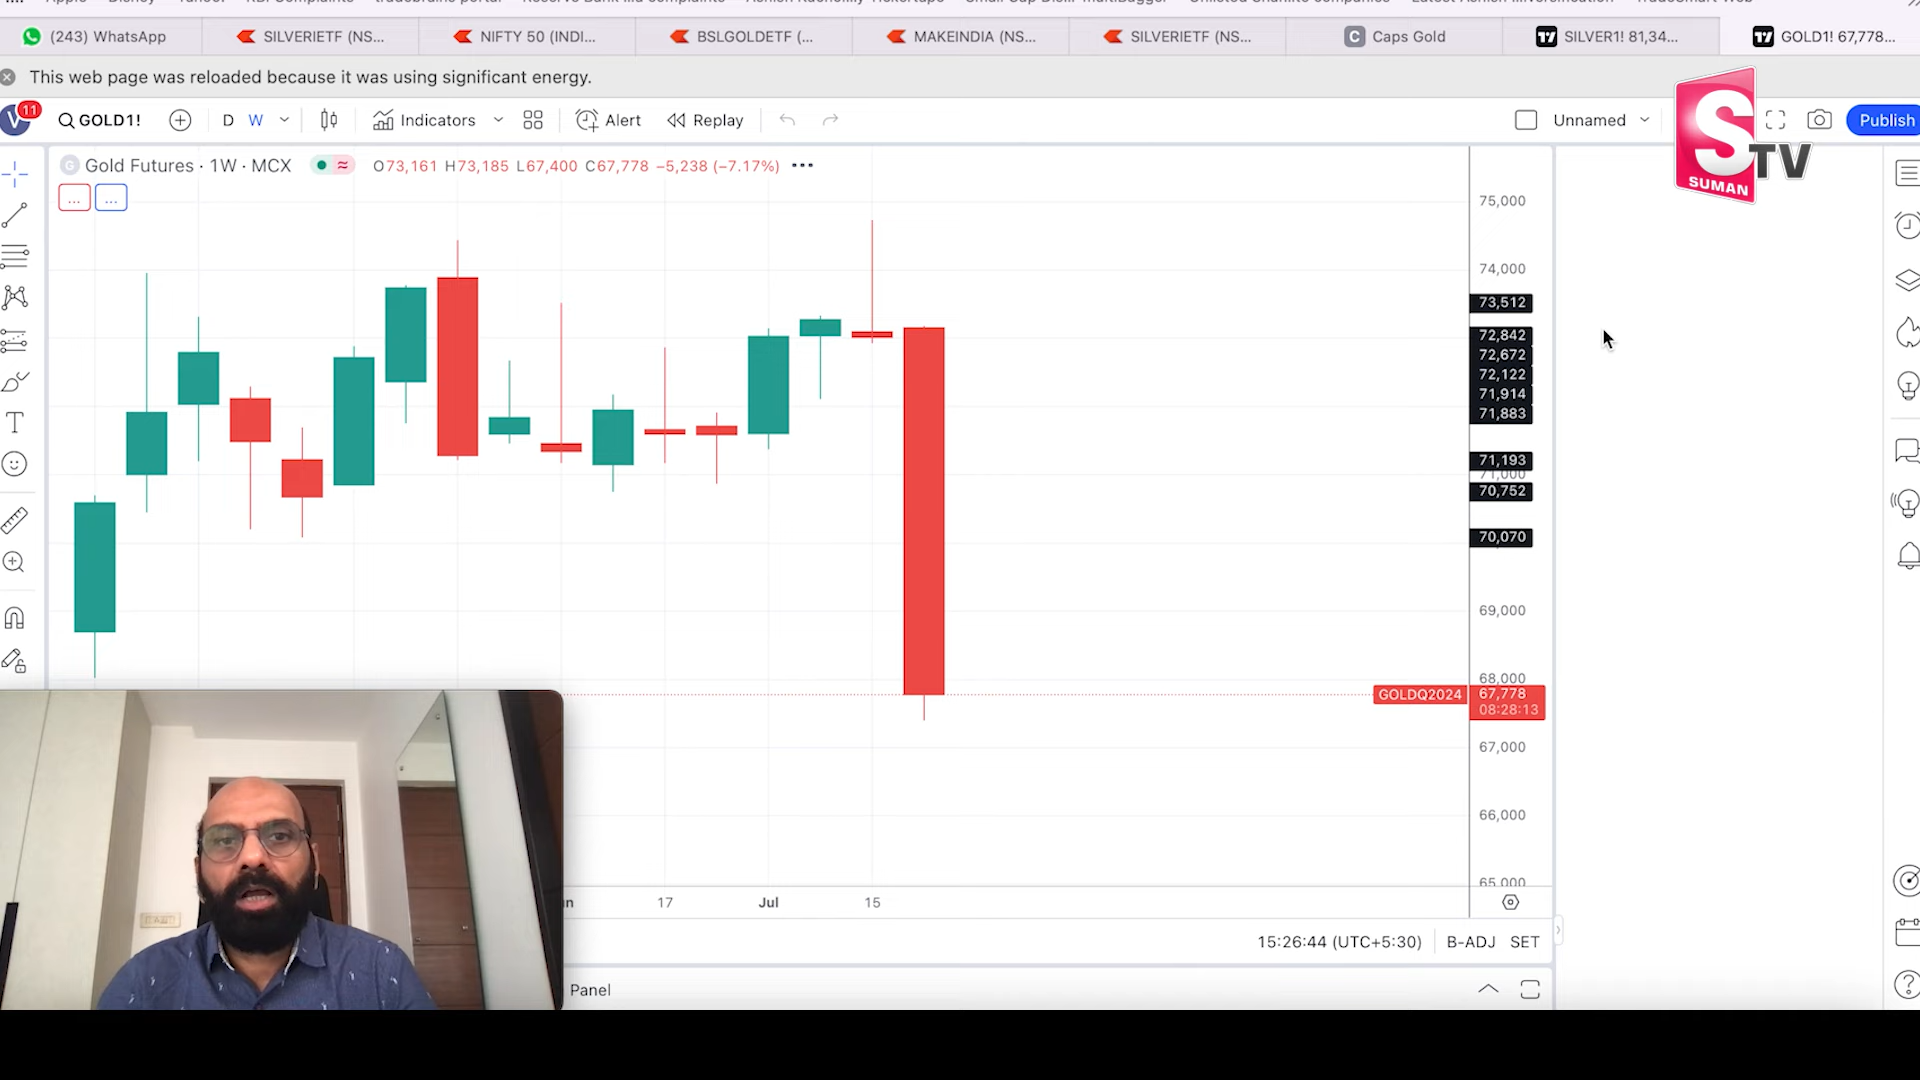 (243) WhatsApp
SILVERIETF (NS...
NIFTY 50 (INDI...
BSLGOLDETF (...
MAKEINDIA (NS...
SILVERIETF (NS...
C Caps Gold
SILVER1! 81,34...
GOLD1! 67,778...
This web page was reloaded because it was using significant energy.
V 11
GOLD1!
D W
Indicators
Alert
Replay
Unnamed
Publish
S TV
SUMAN
G Gold Futures · 1W · MCX
O73,161 H73,185 L67,400 C67,778 −5,238 (−7.17%) •••
...
...
75,000
74,000
73,512
72,842
72,672
72,122
71,914
71,883
71,193
71,000
70,752
70,070
69,000
68,000
GOLDQ2024 67,778
08:28:13
67,000
66,000
65,000
17
Jul
15
15:26:44 (UTC+5:30)
B-ADJ SET
Panel